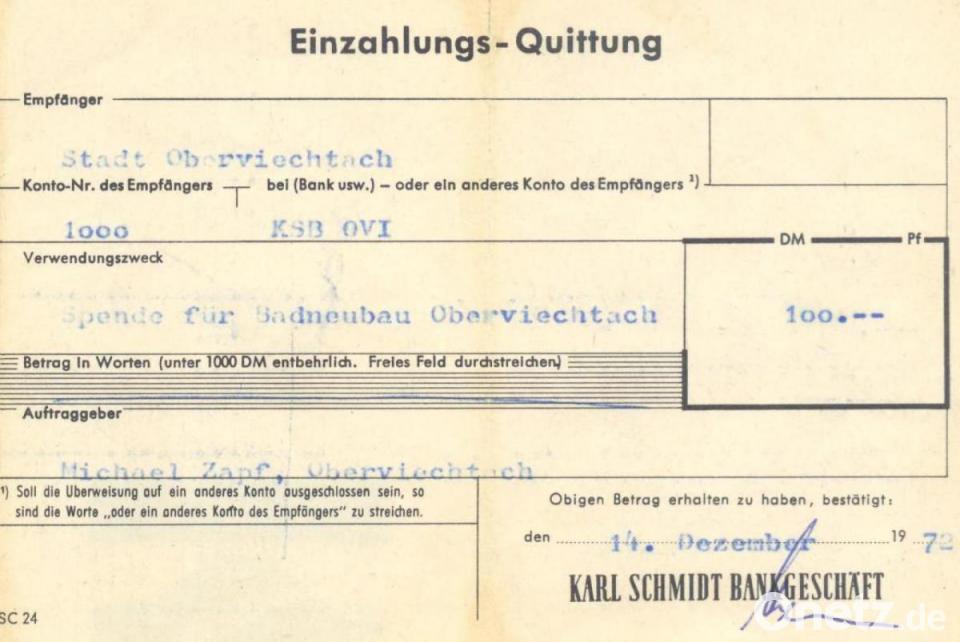 Einzahlungs-Quittung
Empfänger
Stadt Oberviechtach
Konto-Nr. des Empfängers bei (Bank usw.) – oder ein anderes Konto des Empfängers ¹)
1000 KSB OVI
DM Pf
Verwendungszweck
Spende für Badneubau Oberviechtach 100.--
Betrag in Worten (unter 1000 DM entbehrlich. Freies Feld durchstreichen)
Auftraggeber
Michael Zapf, Oberviechtach
¹) Soll die Überweisung auf ein anderes Konto ausgeschlossen sein, so
sind die Worte „oder ein anderes Konto des Empfängers" zu streichen.
Obigen Betrag erhalten zu haben, bestätigt:
den 14. Dezember 19 72
KARL SCHMIDT BANKGESCHÄFT
SC 24
Onetz.de